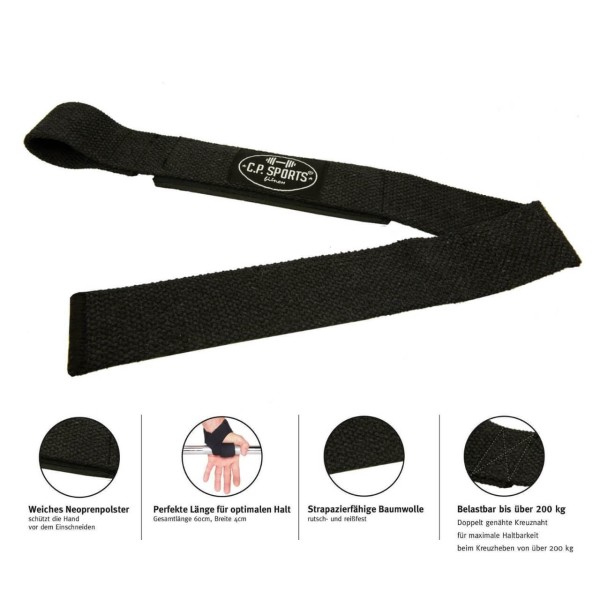 C.P. SPORTS®
fitness
Weiches Neoprenpolster
schützt die Hand
vor dem Einschneiden
Perfekte Länge für optimalen Halt
Gesamtlänge 60cm, Breite 4cm
Strapazierfähige Baumwolle
rutsch- und reißfest
Belastbar bis über 200 kg
Doppelt genähte Kreuznaht
für maximale Haltbarkeit
beim Kreuzheben von über 200 kg